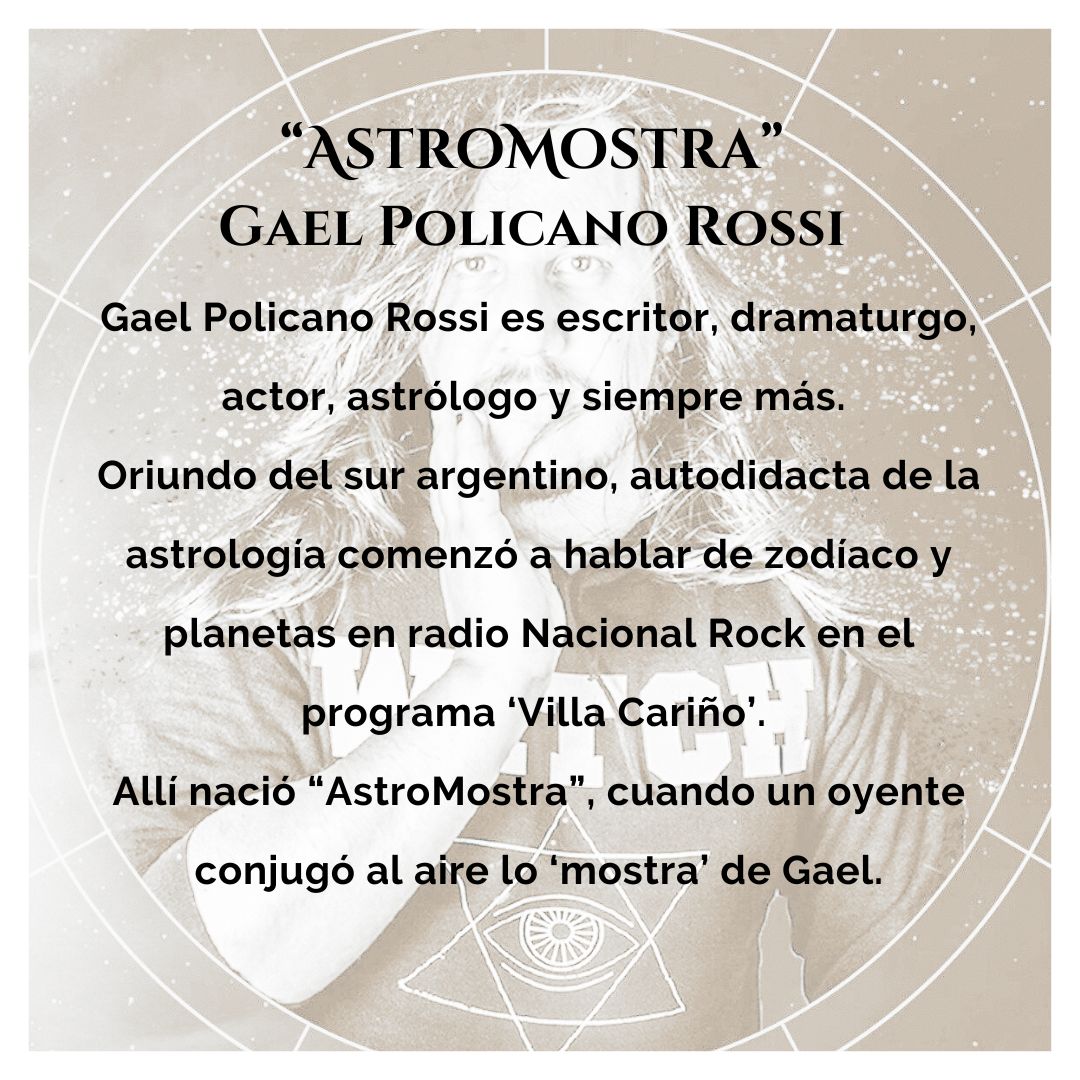 “AstroMostra”
Gael Policano Rossi
Gael Policano Rossi es escritor, dramaturgo,
actor, astrólogo y siempre más.
Oriundo del sur argentino, autodidacta de la
astrología comenzó a hablar de zodíaco y
planetas en radio Nacional Rock en el
programa ‘Villa Cariño’.
Allí nació “AstroMostra”, cuando un oyente
conjugó al aire lo ‘mostra’ de Gael.
WITCH